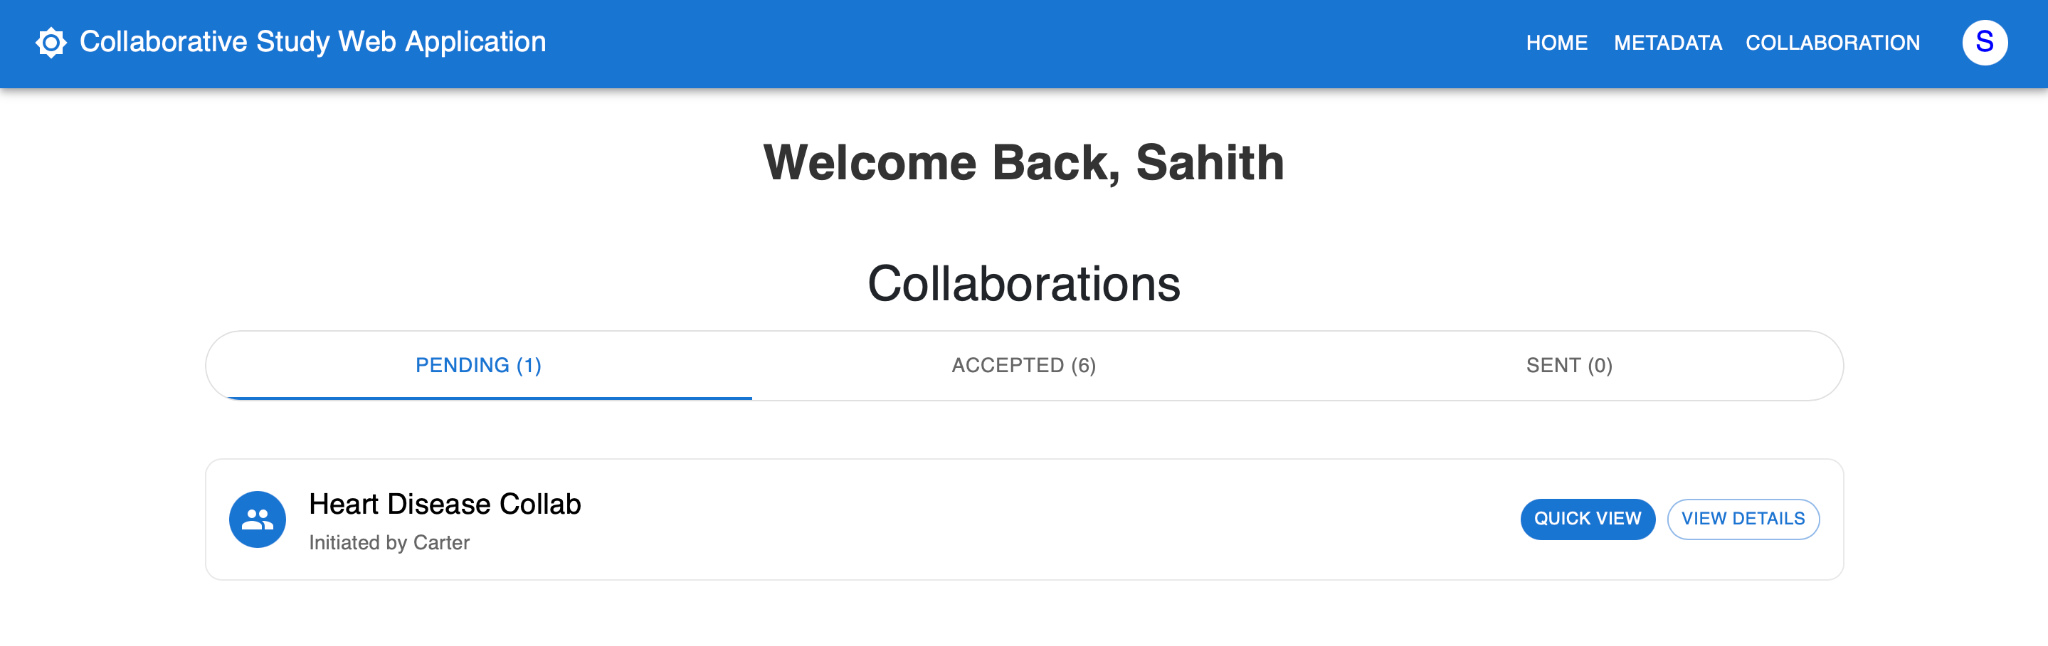 Collaborative Study Web Application
HOME METADATA COLLABORATION S
Welcome Back, Sahith
Collaborations
PENDING (1) ACCEPTED (6) SENT (0)
Heart Disease Collab
Initiated by Carter
QUICK VIEW VIEW DETAILS